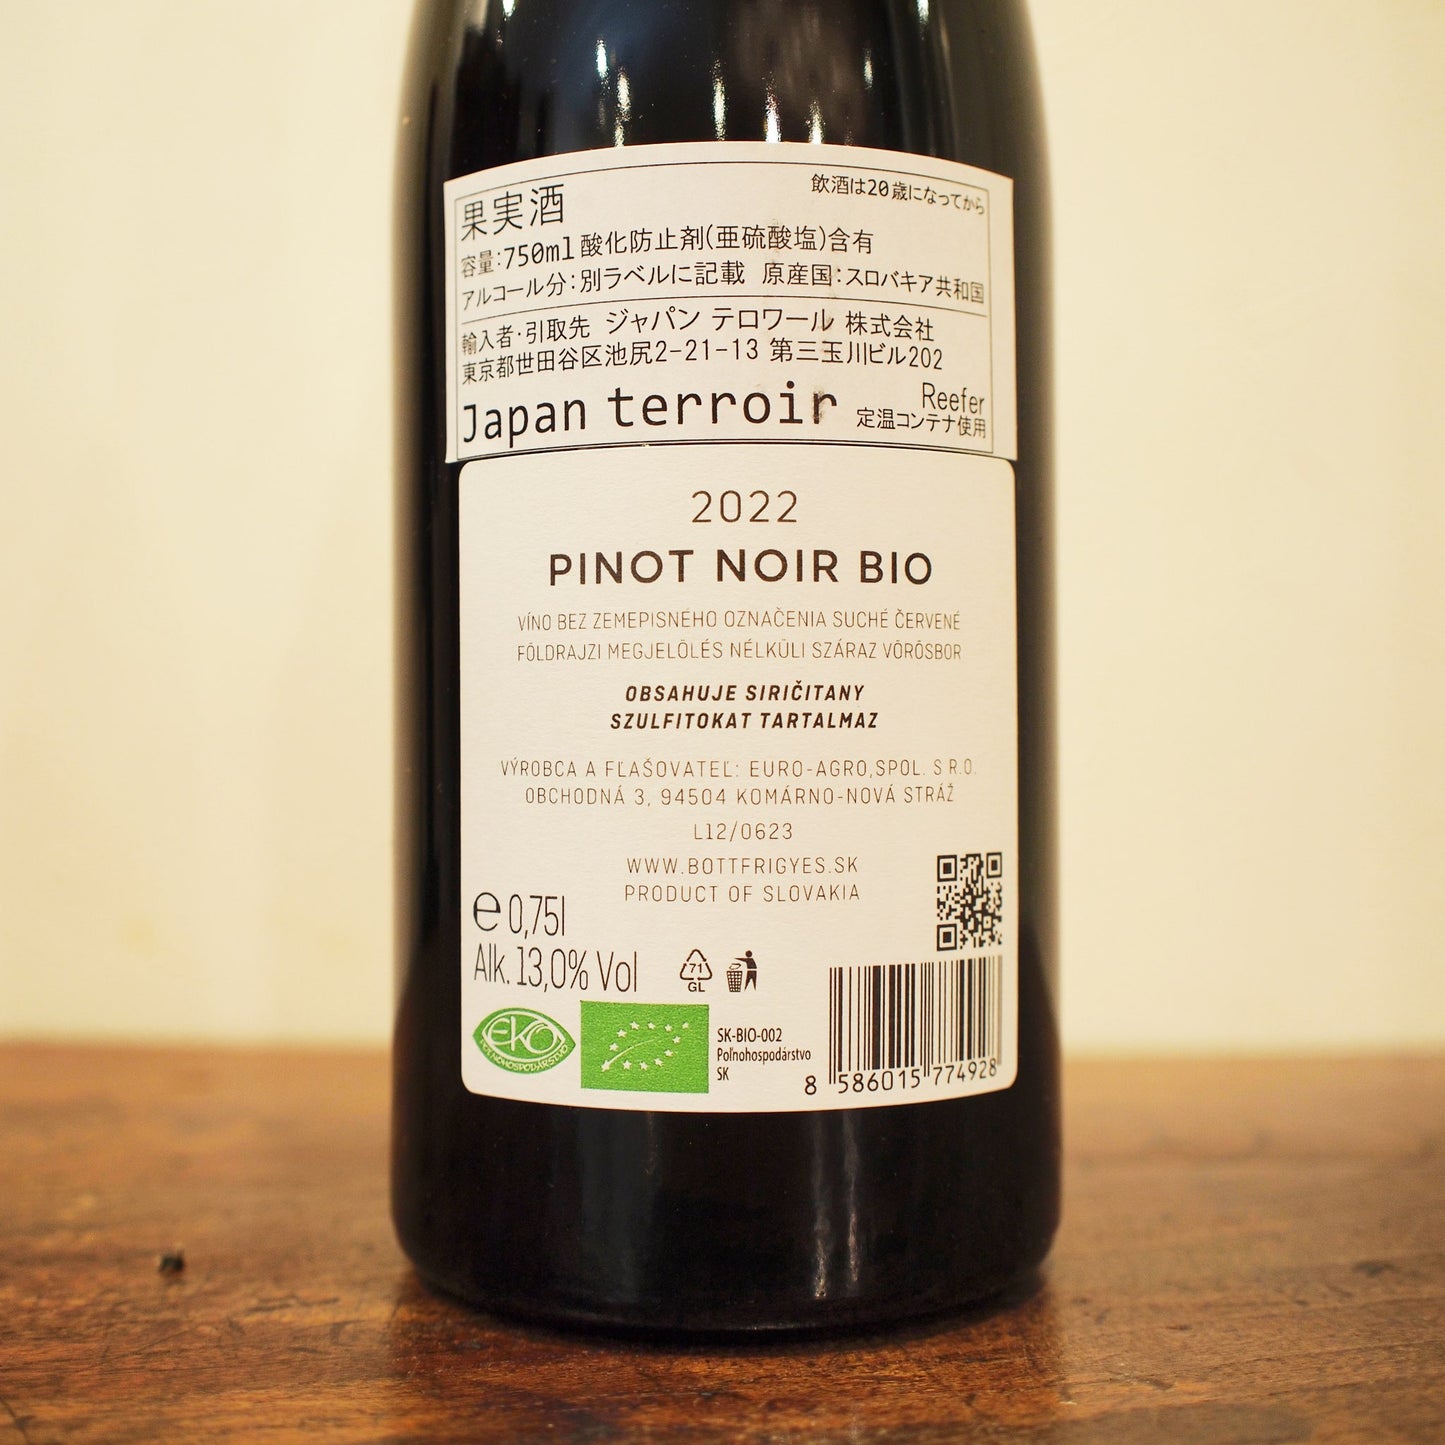 果実酒
飲酒は20歳になってから
容量:750ml 酸化防止剤(亜硫酸塩)含有
アルコール分:別ラベルに記載 原産国:スロバキア共和国
輸入者・引取先 ジャパン テロワール 株式会社
東京都世田谷区池尻2-21-13 第三玉川ビル202
Japan terroir
Reefer
定温コンテナ使用
2022
PINOT NOIR BIO
VÍNO BEZ ZEMEPISNÉHO OZNAČENIA SUCHÉ ČERVENÉ
FÖLDRAJZI MEGJELÖLÉS NÉLKÜLI SZÁRAZ VÖRÖSBOR
OBSAHUJE SIRIČITANY
SZULFITOKAT TARTALMAZ
VÝROBCA A FĽAŠOVATEĽ: EURO-AGRO,SPOL. S R.O.
OBCHODNÁ 3, 94504 KOMÁRNO-NOVÁ STRÁŽ
L12/0623
WWW.BOTTFRIGYES.SK
PRODUCT OF SLOVAKIA
e 0,75l
Alk. 13,0% Vol
71
GL
EKO
POĽNOHOSPODÁRSTVO
SK-BIO-002
Poľnohospodárstvo
SK
8 586015 774928